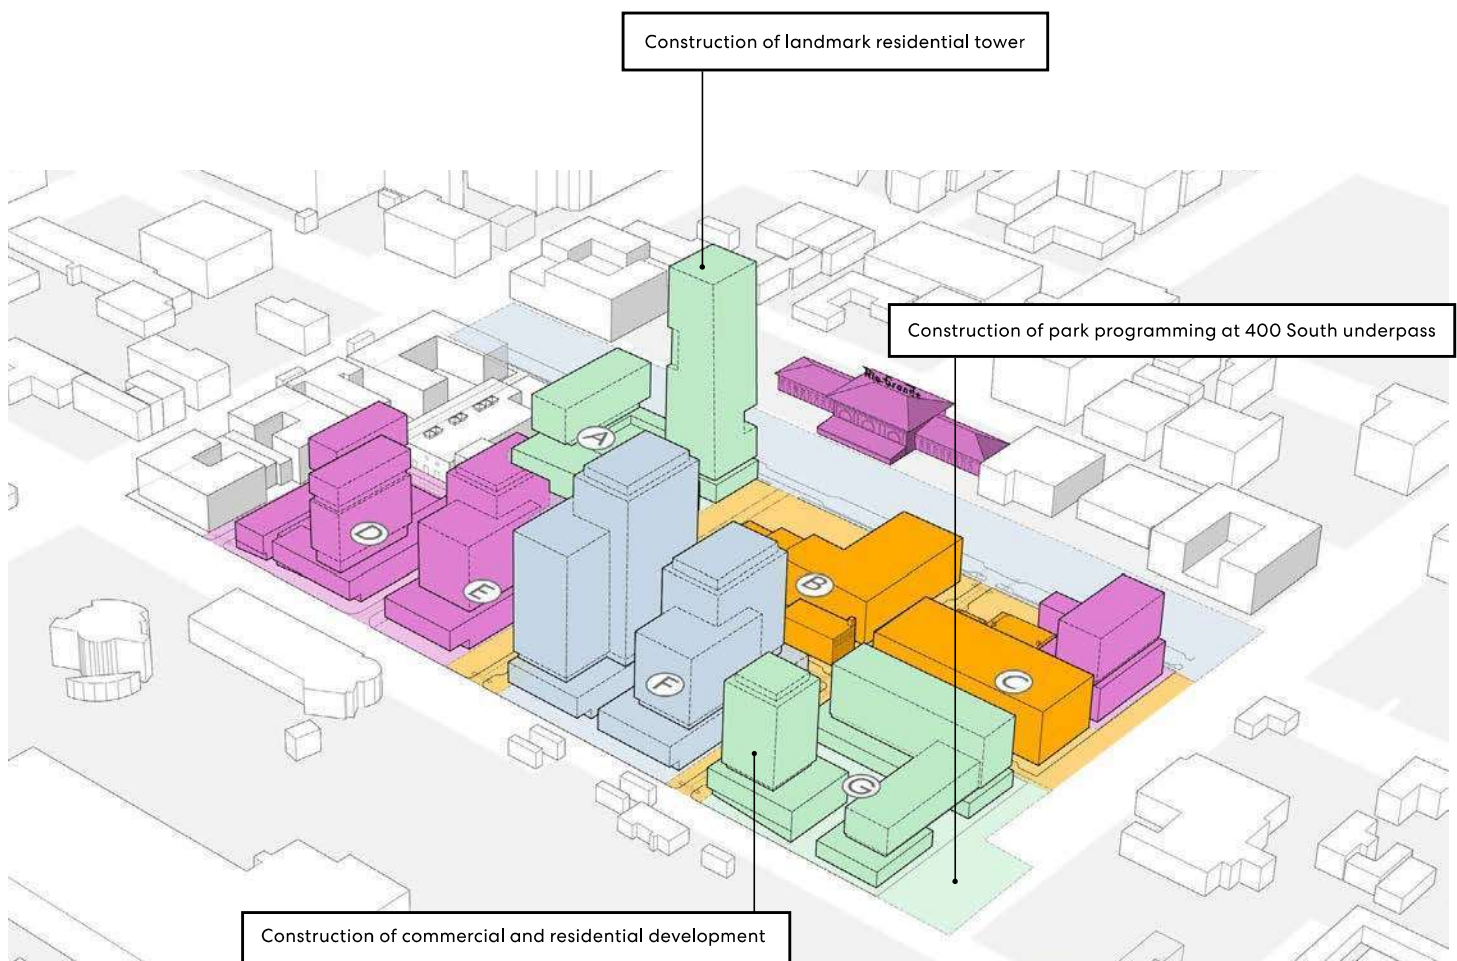 Construction of landmark residential tower
Construction of park programming at 400 South underpass
Rio Grande
A
D
B
E
C
F
G
Construction of commercial and residential development